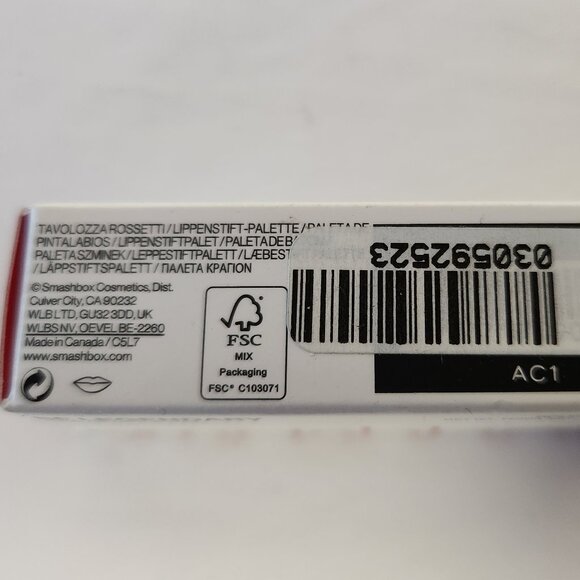 TAVOLOZZA ROSSETTI / LIPPENSTIFT-PALETTE / PALETA DE
PINTALABIOS / LIPPENSTIFTPALET / PALETA DE
PALETA SZMINEK / LEPPESTIFTPALETT / LÆBEST
/ LÄPPSTIFTSPALETT / ПАЛЕТА КРАГІОN
© Smashbox Cosmetics, Dist.
Culver City, CA 90232
WLB LTD, GU32 3DD, UK
WLBS NV, OEVEL BE-2260
Made in Canada / C5L7
www.smashbox.com
FSC
MIX
Packaging
FSC® C103071
030592523
AC1